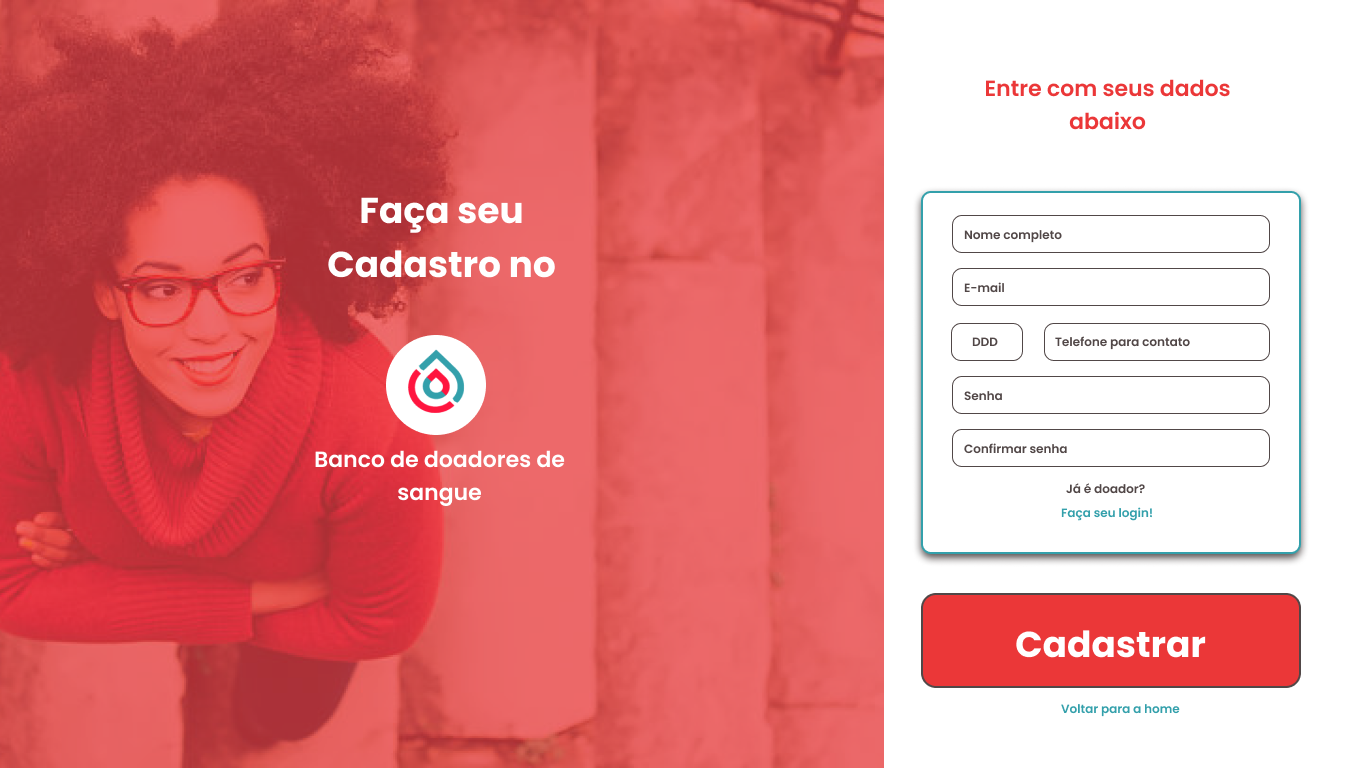 Faça seu
Cadastro no
Banco de doadores de
sangue
Entre com seus dados
abaixo
Nome completo
E-mail
DDD
Telefone para contato
Senha
Confirmar senha
Já é doador?
Faça seu login!
Cadastrar
Voltar para a home